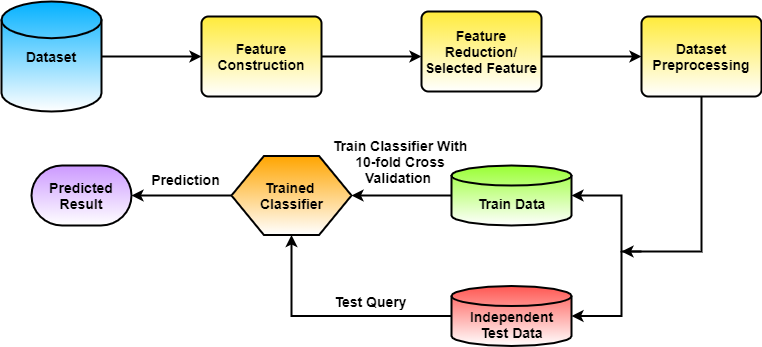 Dataset
Feature
Construction
Feature
Reduction/
Selected Feature
Dataset
Preprocessing
Train Classifier With
10-fold Cross
Validation
Predicted
Result
Prediction
Trained
Classifier
Train Data
Test Query
Independent
Test Data